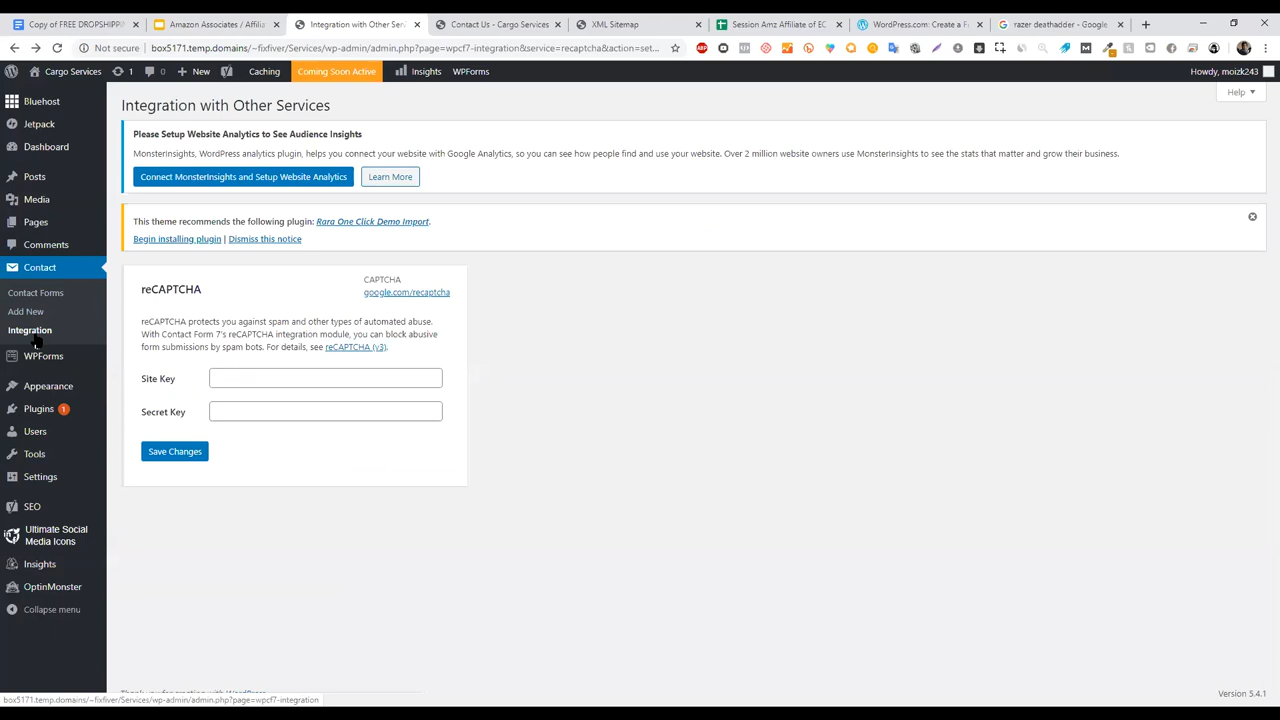 Copy of FREE DROPSHIPPI
Amazon Associates / Affilia
Integration with Other Serv
Contact Us - Cargo Services
XML Sitemap
Session Amz Affiliate of EC
WordPress.com: Create a F
razer deathadder - Google
Not secure | box5171.temp.domains/~fixfiver/Services/wp-admin/admin.php?page=wpcf7-integration&service=recaptcha&action=set...
Cargo Services
1
0
New
Caching
Coming Soon Active
Insights
WPForms
Howdy, moizk243
Bluehost
Jetpack
Dashboard
Posts
Media
Pages
Comments
Contact
Contact Forms
Add New
Integration
WPForms
Appearance
Plugins 1
Users
Tools
Settings
SEO
Ultimate Social
Media Icons
Insights
OptinMonster
Collapse menu
Help
Integration with Other Services
Please Setup Website Analytics to See Audience Insights
MonsterInsights, WordPress analytics plugin, helps you connect your website with Google Analytics, so you can see how people find and use your website. Over 2 million website owners use MonsterInsights to see the stats that matter and grow their business.
Connect MonsterInsights and Setup Website Analytics
Learn More
This theme recommends the following plugin: Rara One Click Demo Import.
Begin installing plugin | Dismiss this notice
reCAPTCHA
CAPTCHA
google.com/recaptcha
reCAPTCHA protects you against spam and other types of automated abuse.
With Contact Form 7's reCAPTCHA integration module, you can block abusive
form submissions by spam bots. For details, see reCAPTCHA (v3).
Site Key
Secret Key
Save Changes
Thank you for creating with WordPress
Version 5.4.1
box5171.temp.domains/~fixfiver/Services/wp-admin/admin.php?page=wpcf7-integration